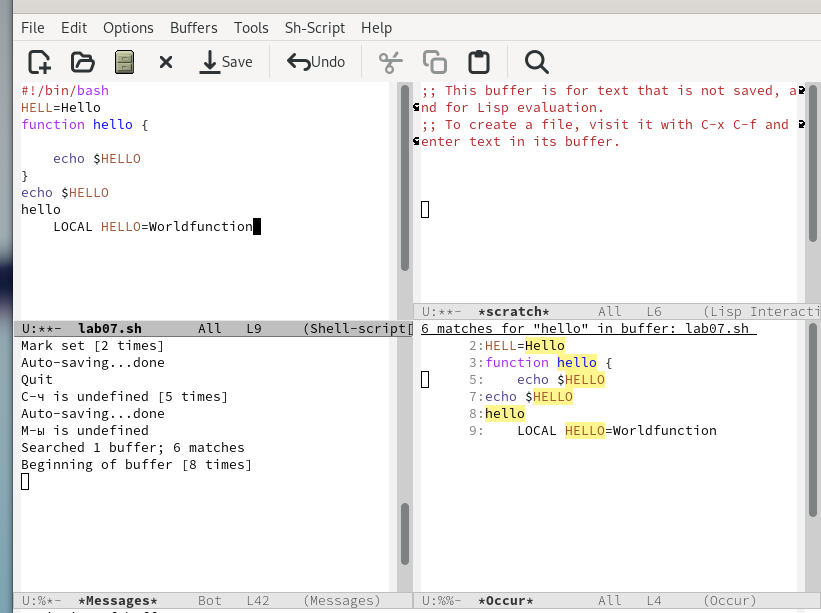 File Edit Options Buffers Tools Sh-Script Help
Save Undo
#!/bin/bash
HELL=Hello
function hello {
    echo $HELLO
}
echo $HELLO
hello
    LOCAL HELLO=Worldfunction
U:**- lab07.sh All L9 (Shell-script[
;; This buffer is for text that is not saved, a
nd for Lisp evaluation.
;; To create a file, visit it with C-x C-f and
enter text in its buffer.
U:**- *scratch* All L6 (Lisp Interacti
Mark set [2 times]
Auto-saving...done
Quit
C-ч is undefined [5 times]
Auto-saving...done
M-ы is undefined
Searched 1 buffer; 6 matches
Beginning of buffer [8 times]
U:%*- *Messages* Bot L42 (Messages)
6 matches for "hello" in buffer: lab07.sh
2:HELL=Hello
3:function hello {
5:    echo $HELLO
7:echo $HELLO
8:hello
9:    LOCAL HELLO=Worldfunction
U:%%- *Occur* All L4 (Occur)